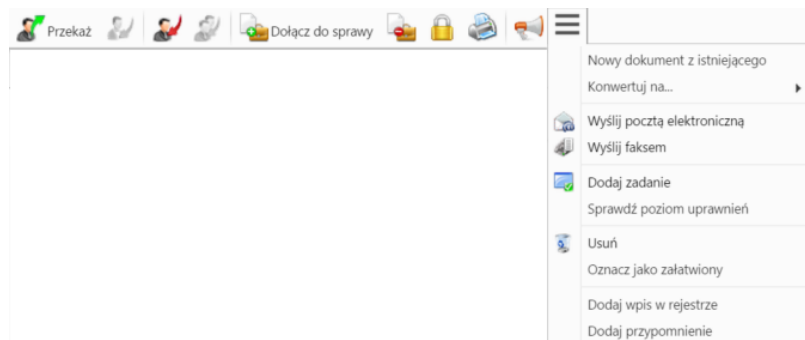 Przekaż
Dołącz do sprawy
Nowy dokument z istniejącego
Konwertuj na...
Wyślij pocztą elektroniczną
Wyślij faksem
Dodaj zadanie
Sprawdź poziom uprawnień
Usuń
Oznacz jako załatwiony
Dodaj wpis w rejestrze
Dodaj przypomnienie